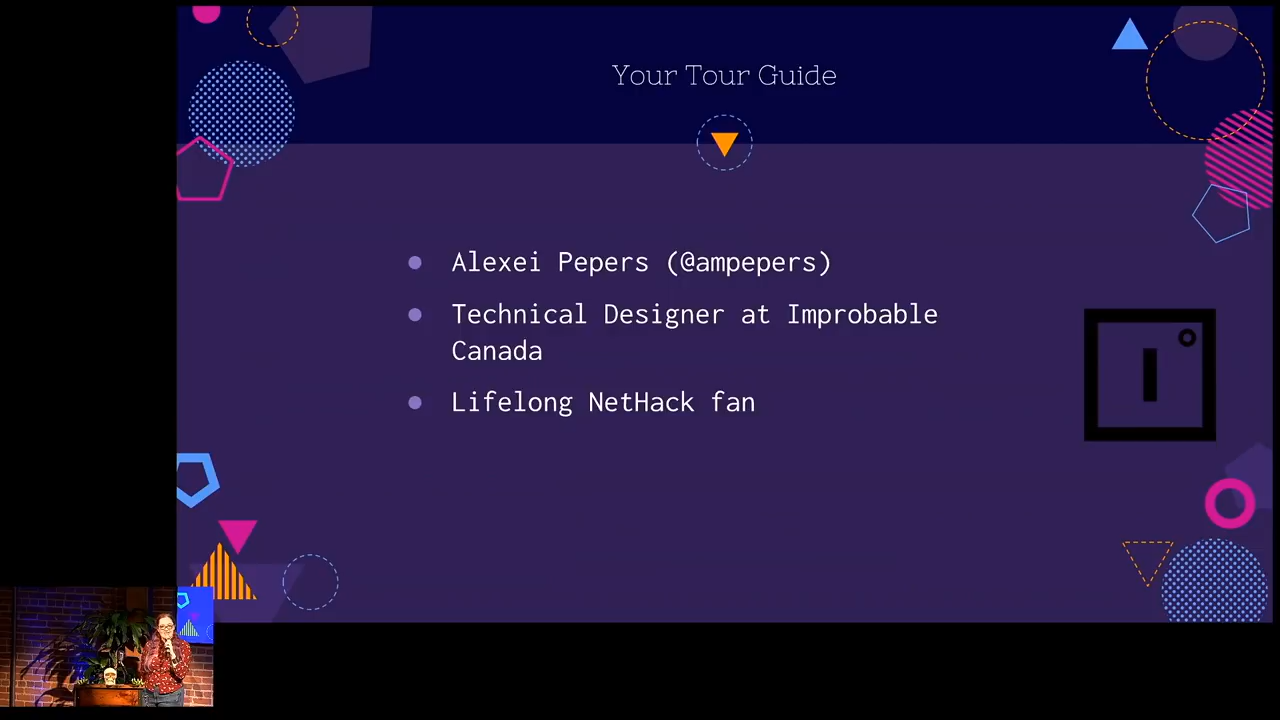 Your Tour Guide
Alexei Pepers (@ampepers)
Technical Designer at Improbable
Canada
Lifelong NetHack fan